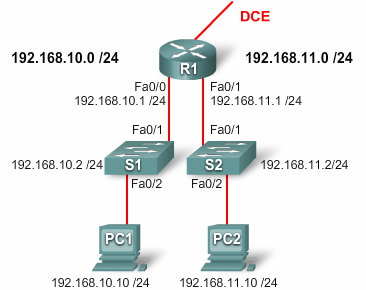 DCE
192.168.10.0 /24
192.168.11.0 /24
R1
Fa0/0
Fa0/1
192.168.10.1 /24
192.168.11.1 /24
Fa0/1
Fa0/1
192.168.10.2 /24
S1
S2
192.168.11.2/24
Fa0/2
Fa0/2
PC1
PC2
192.168.10.10 /24
192.168.11.10 /24